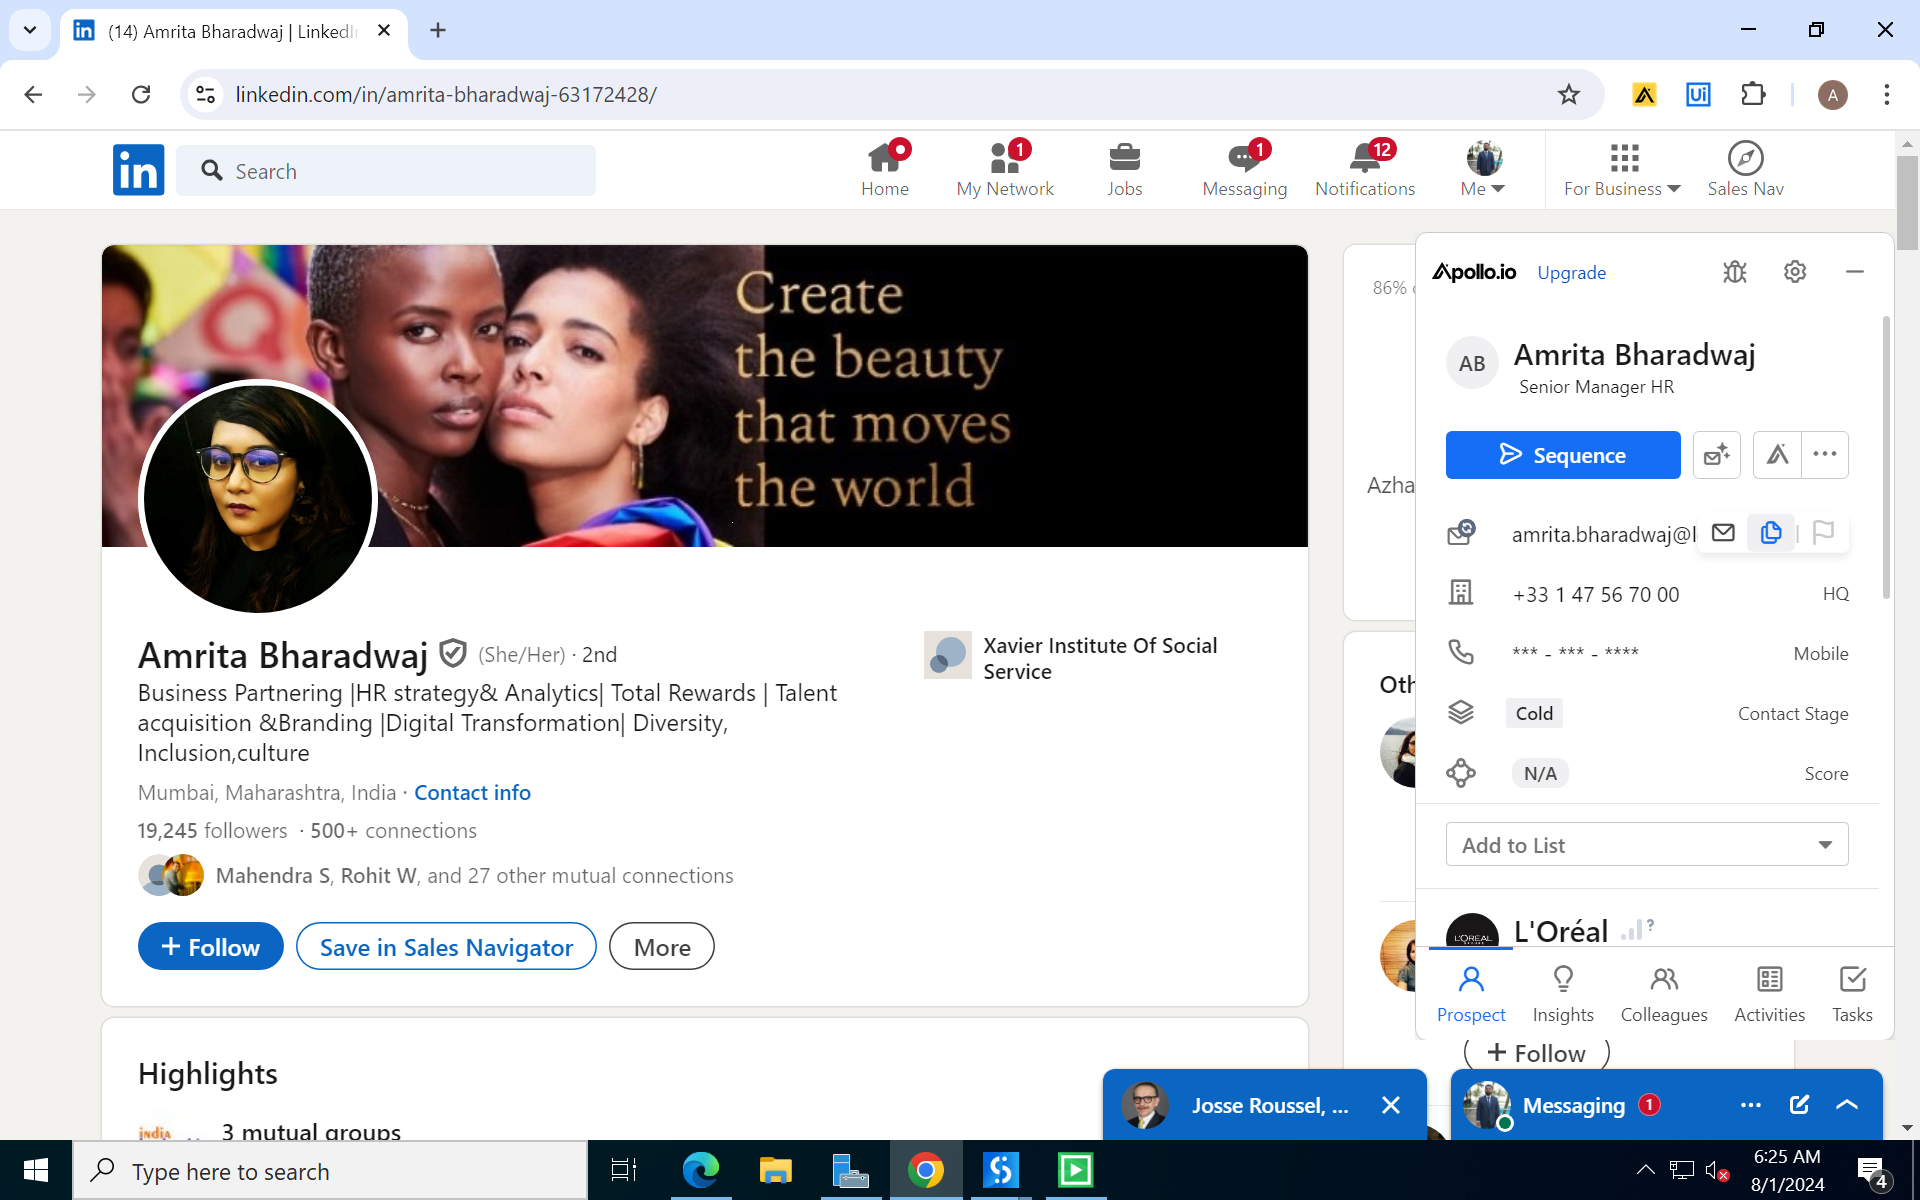 (14) Amrita Bharadwaj | LinkedIn
linkedin.com/in/amrita-bharadwaj-63172428/
Ui
A
in
Search
Home
1
My Network
Jobs
1
Messaging
12
Notifications
Me
For Business
Sales Nav
Create
the beauty
that moves
the world
Amrita Bharadwaj (She/Her) · 2nd
Business Partnering |HR strategy& Analytics| Total Rewards | Talent
acquisition &Branding |Digital Transformation| Diversity,
Inclusion,culture
Mumbai, Maharashtra, India · Contact info
19,245 followers · 500+ connections
Mahendra S, Rohit W, and 27 other mutual connections
+ Follow
Save in Sales Navigator
More
Xavier Institute Of Social
Service
Highlights
india
3 mutual groups
86%
Azha
Oth
Apollo.io Upgrade
AB
Amrita Bharadwaj
Senior Manager HR
Sequence
amrita.bharadwaj@l
+33 1 47 56 70 00 HQ
*** - *** - **** Mobile
Cold Contact Stage
N/A Score
Add to List
L'ORÉAL
L'Oréal ?
Prospect
Insights
Colleagues
Activities
Tasks
+ Follow
Josse Roussel, ...
Messaging 1
Type here to search
6:25 AM
8/1/2024
4